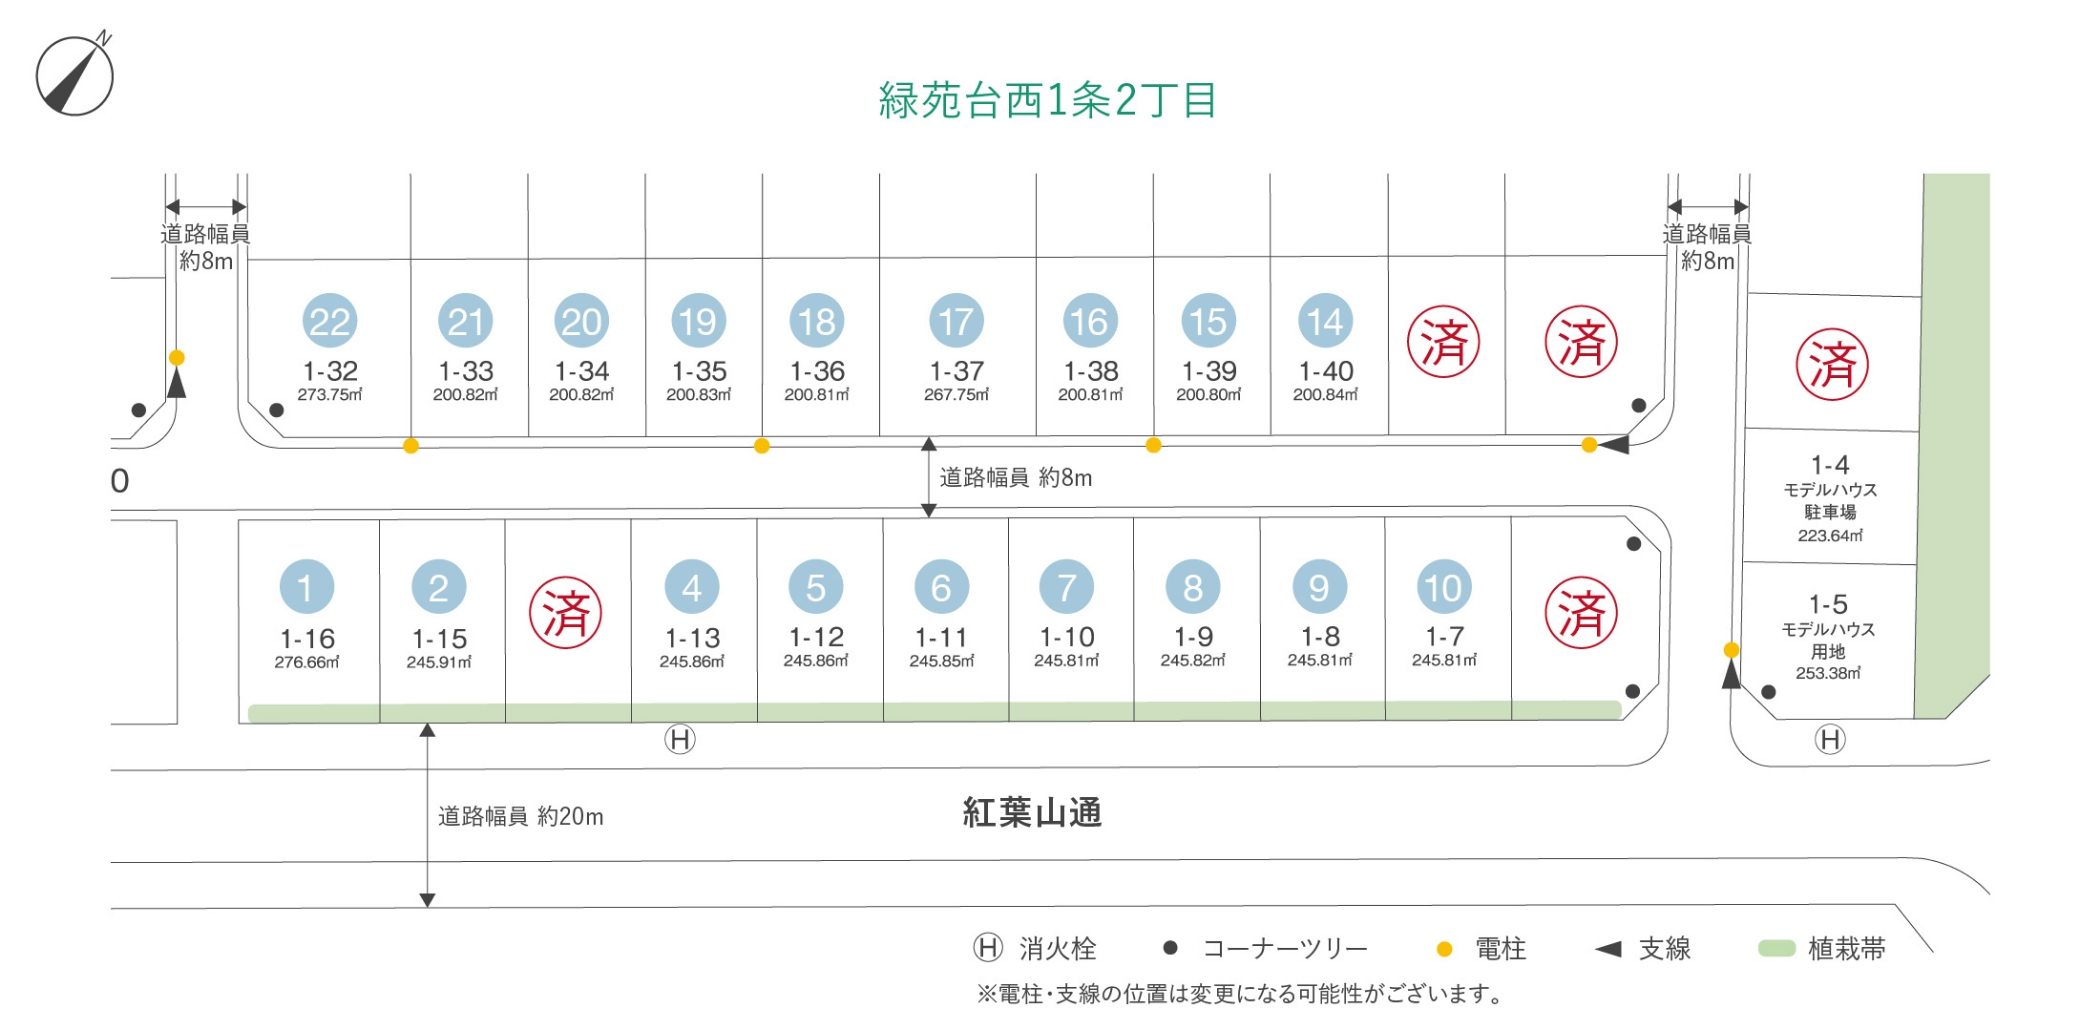 N
緑苑台西1条2丁目
道路幅員
約8m
道路幅員
約8m
22
1-32
273.75㎡
21
1-33
200.82㎡
20
1-34
200.82㎡
19
1-35
200.83㎡
18
1-36
200.81㎡
17
1-37
267.75㎡
16
1-38
200.81㎡
15
1-39
200.80㎡
14
1-40
200.84㎡
済
済
済
1-4
モデルハウス
駐車場
223.64㎡
0
道路幅員 約8m
1
1-16
276.66㎡
2
1-15
245.91㎡
済
4
1-13
245.86㎡
5
1-12
245.86㎡
6
1-11
245.85㎡
7
1-10
245.81㎡
8
1-9
245.82㎡
9
1-8
245.81㎡
10
1-7
245.81㎡
済
1-5
モデルハウス
用地
253.38㎡
H
H
道路幅員 約20m
紅葉山通
H 消火栓 コーナーツリー 電柱 支線 植栽帯
※電柱・支線の位置は変更になる可能性がございます。